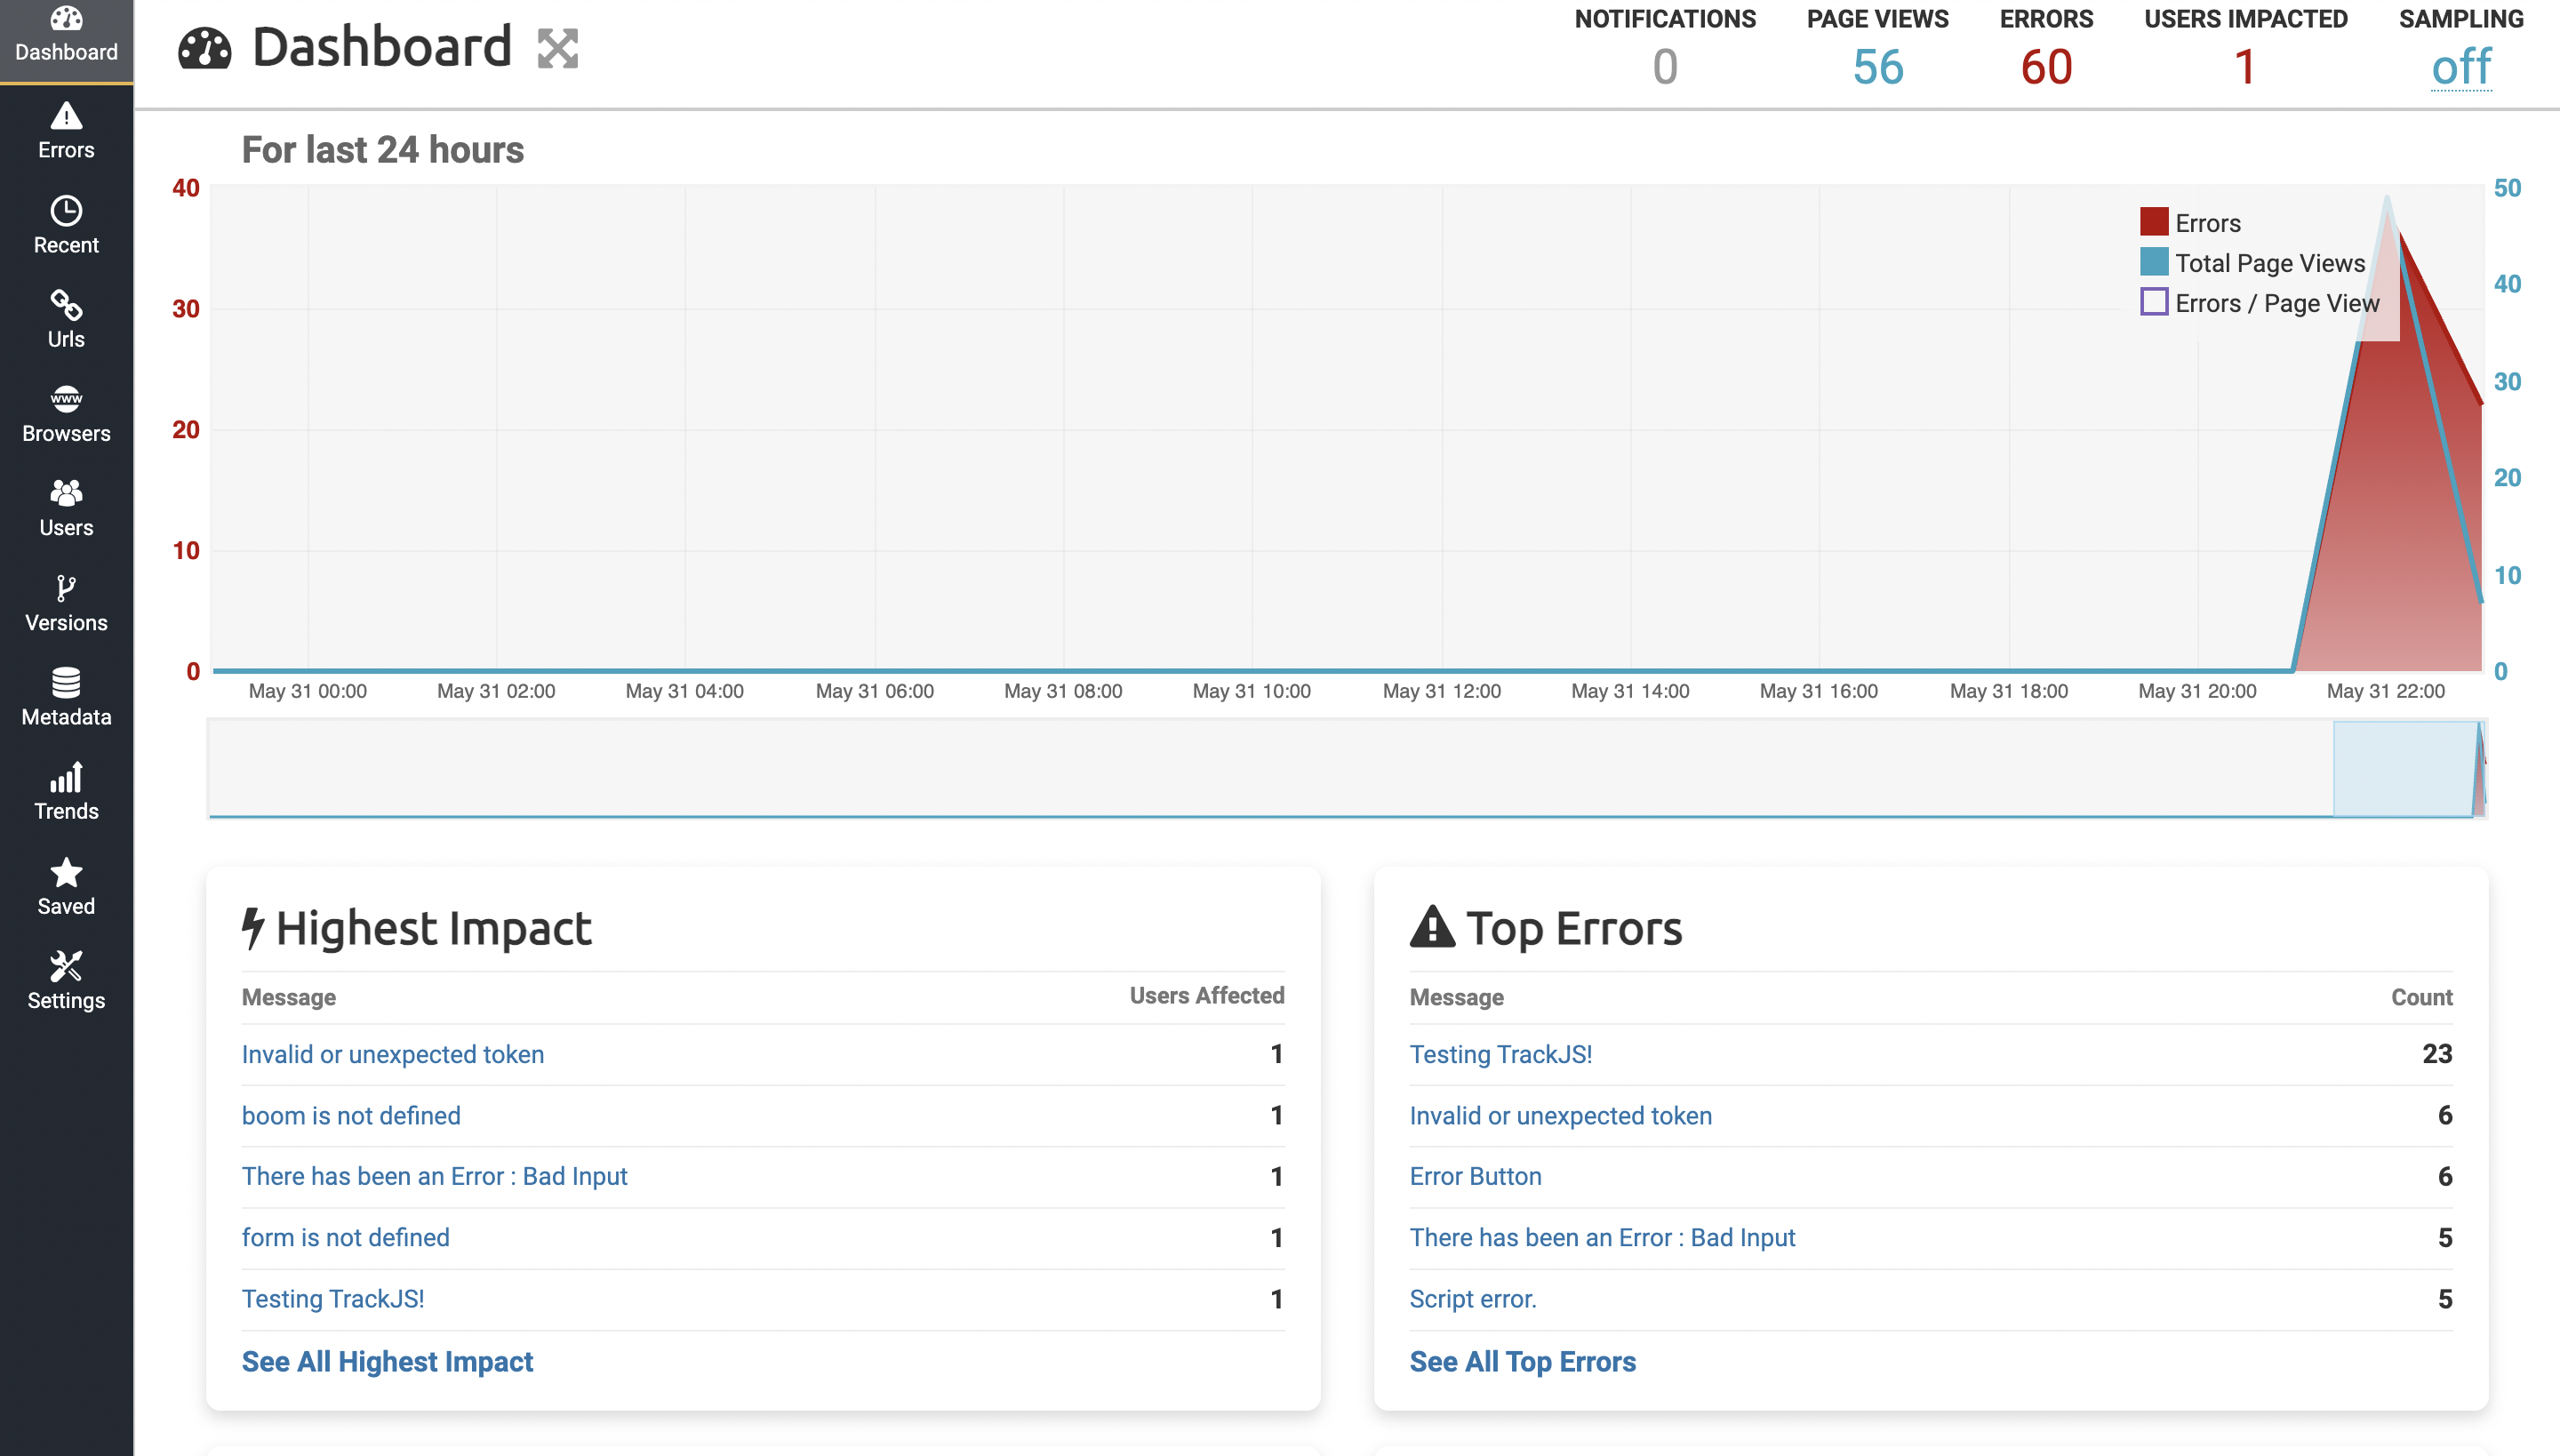 Dashboard
Errors
Recent
Urls
www
Browsers
Users
Versions
Metadata
Trends
Saved
Settings
Dashboard
NOTIFICATIONS PAGE VIEWS ERRORS USERS IMPACTED SAMPLING
0 56 60 1 off
For last 24 hours
40
30
20
10
0
Errors
Total Page Views
Errors / Page View
50
40
30
20
10
0
May 31 00:00 May 31 02:00 May 31 04:00 May 31 06:00 May 31 08:00 May 31 10:00 May 31 12:00 May 31 14:00 May 31 16:00 May 31 18:00 May 31 20:00 May 31 22:00
Highest Impact
Message Users Affected
Invalid or unexpected token 1
boom is not defined 1
There has been an Error : Bad Input 1
form is not defined 1
Testing TrackJS! 1
See All Highest Impact
Top Errors
Message Count
Testing TrackJS! 23
Invalid or unexpected token 6
Error Button 6
There has been an Error : Bad Input 5
Script error. 5
See All Top Errors